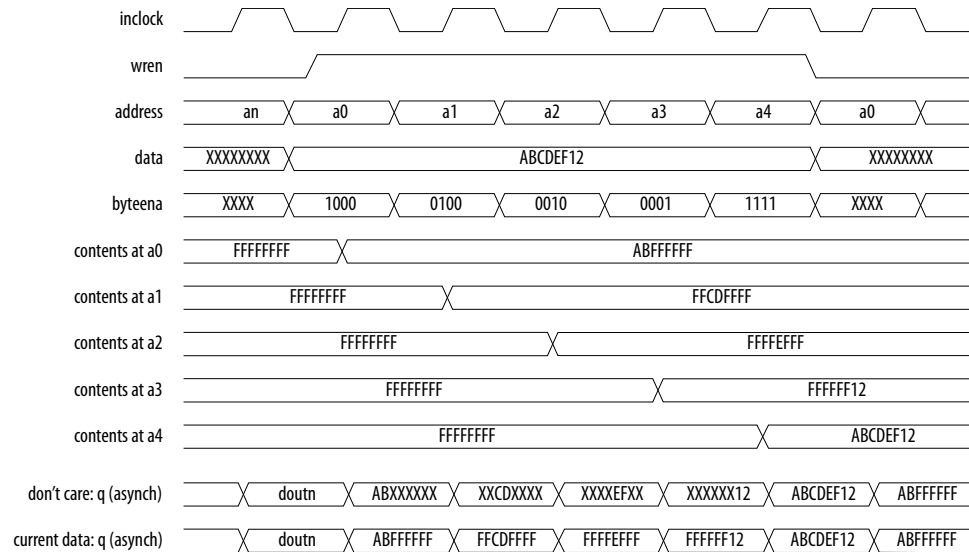 inclock
wren
address an a0 a1 a2 a3 a4 a0
data XXXXXXXX ABCDEF12 XXXXXXXX
byteena XXXX 1000 0100 0010 0001 1111 XXXX
contents at a0 FFFFFFFF ABFFFFFF
contents at a1 FFFFFFFF FFCDFFFF
contents at a2 FFFFFFFF FFFFEFFF
contents at a3 FFFFFFFF FFFFFF12
contents at a4 FFFFFFFF ABCDEF12
don't care: q (asynch) doutn ABXXXXXX XXCDXXXX XXXXEFXX XXXXXX12 ABCDEF12 ABFFFFFF
current data: q (asynch) doutn ABFFFFFF FFCDFFFF FFFFEFFF FFFFFF12 ABCDEF12 ABFFFFFF